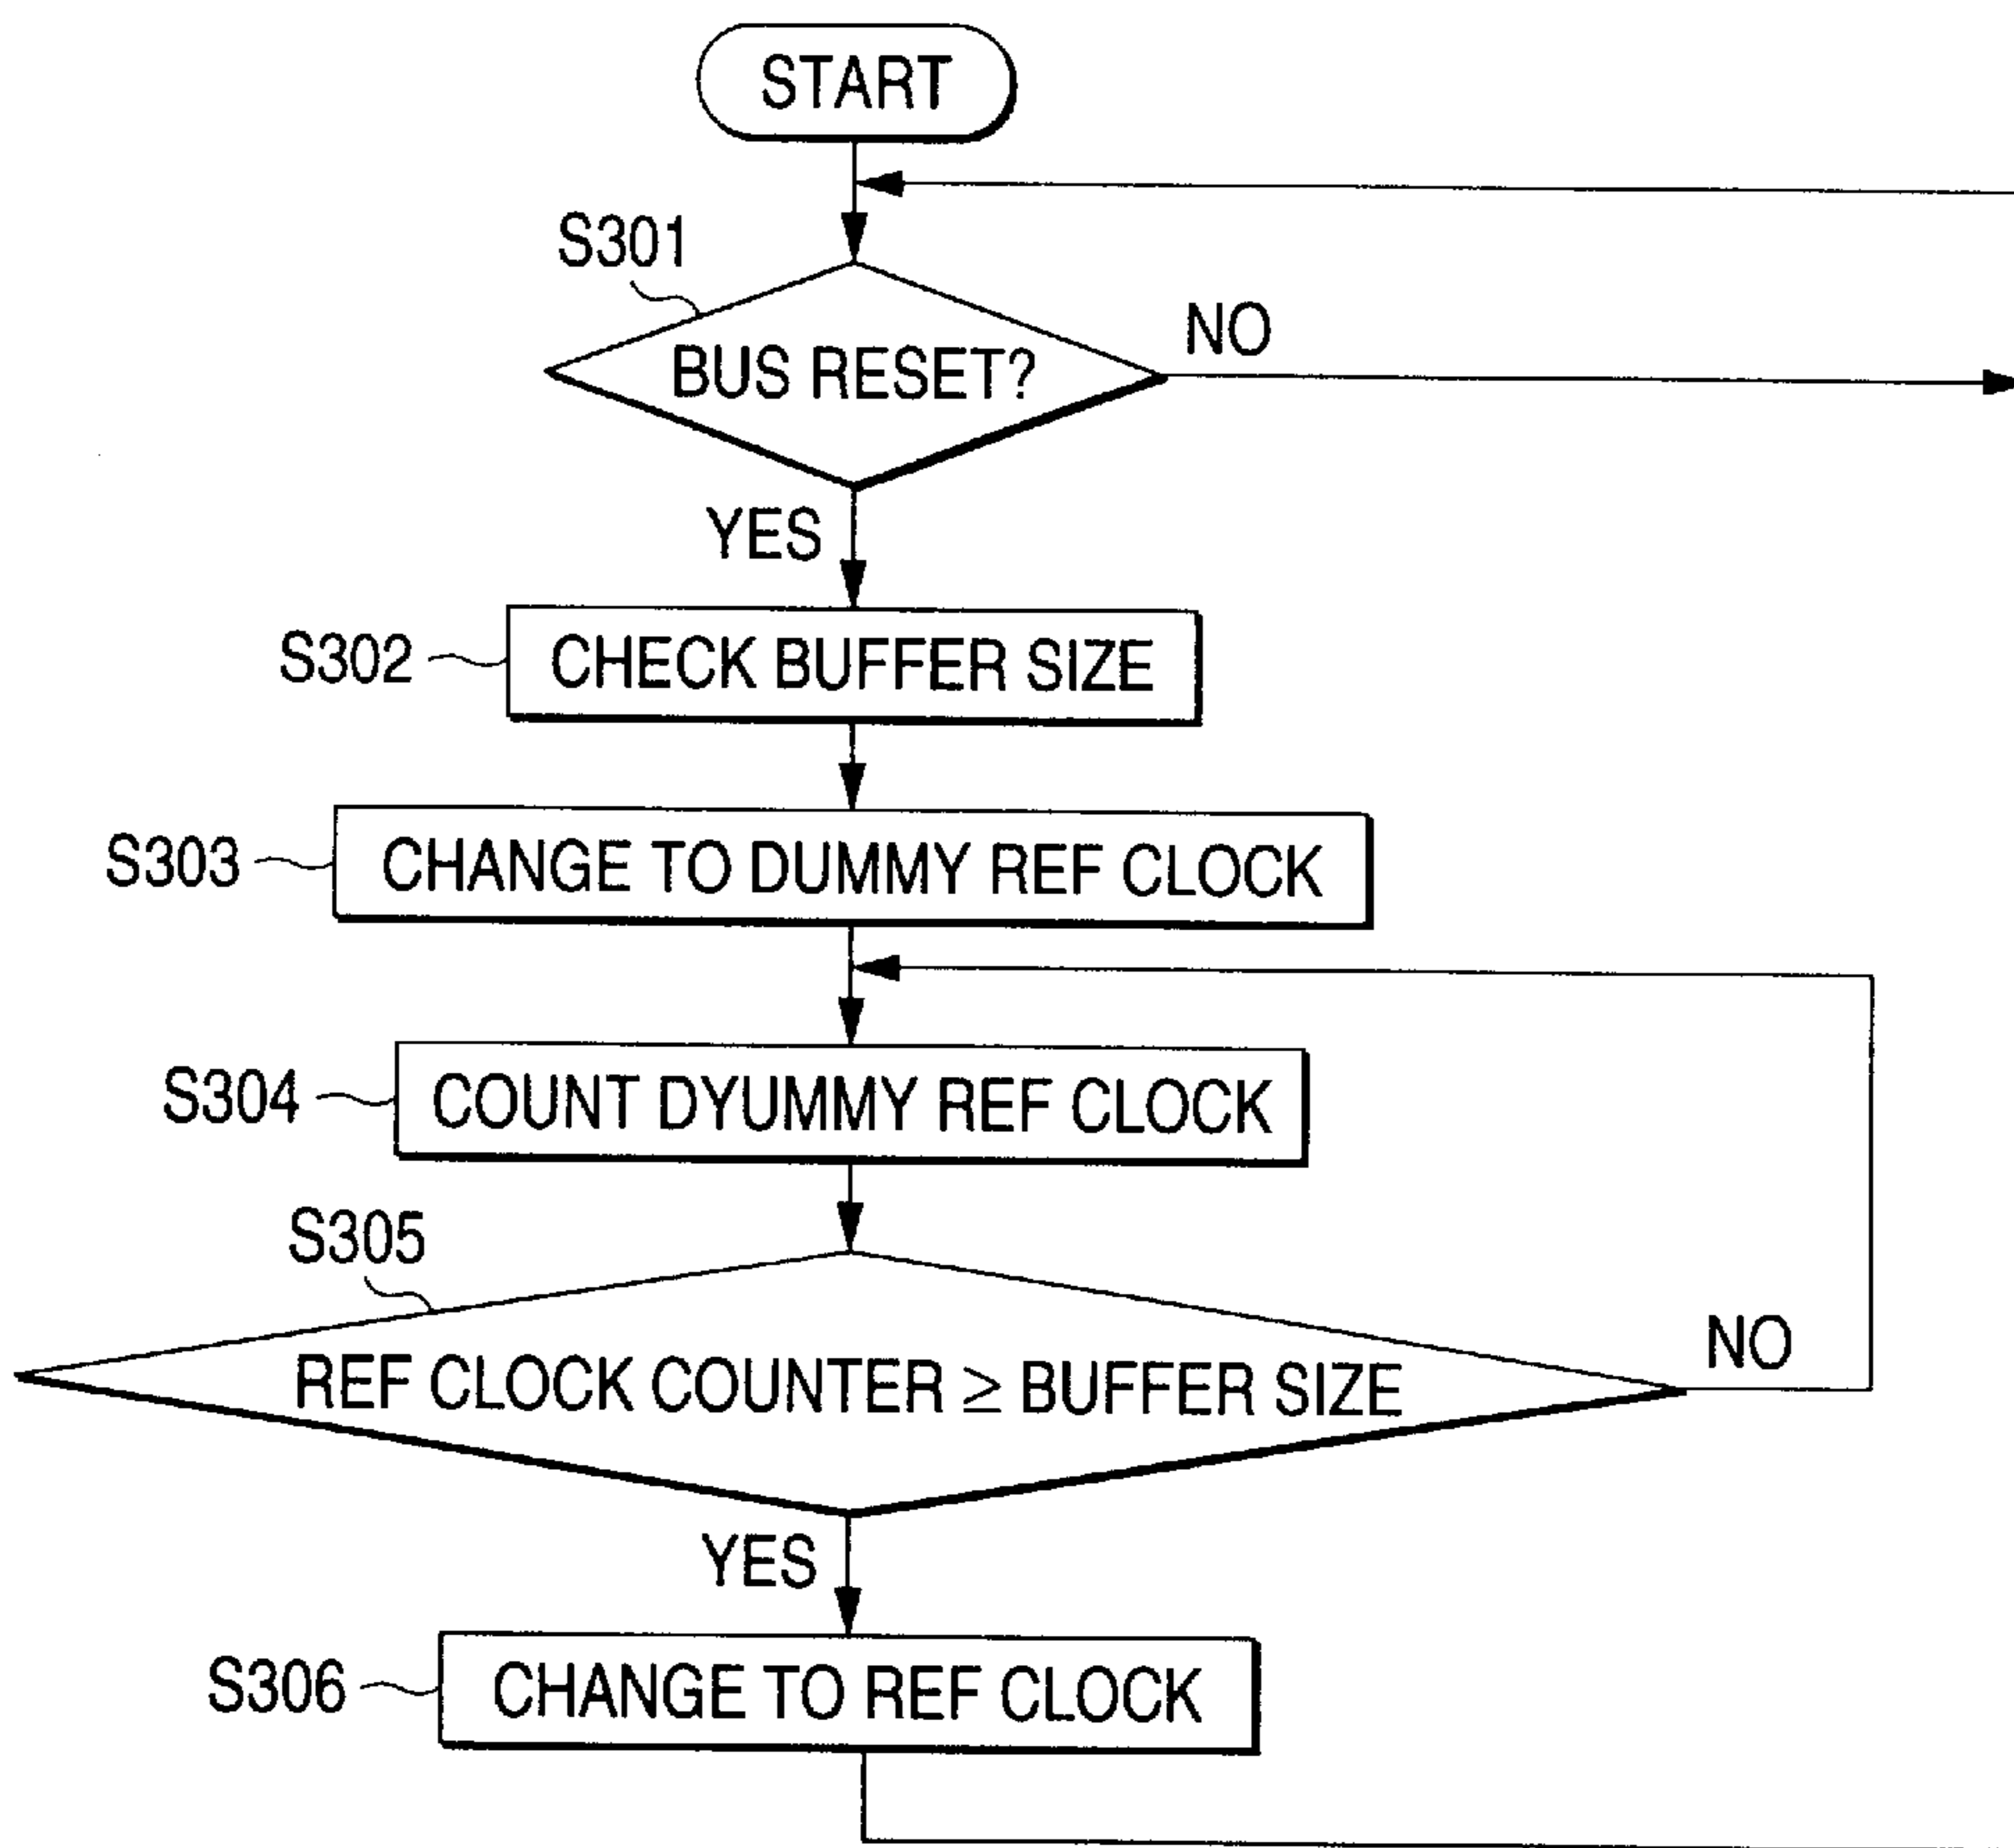 START
S301
BUS RESET?
NO
YES
S302
CHECK BUFFER SIZE
S303
CHANGE TO DUMMY REF CLOCK
S304
COUNT DYUMMY REF CLOCK
S305
REF CLOCK COUNTER ≥ BUFFER SIZE
NO
YES
S306
CHANGE TO REF CLOCK